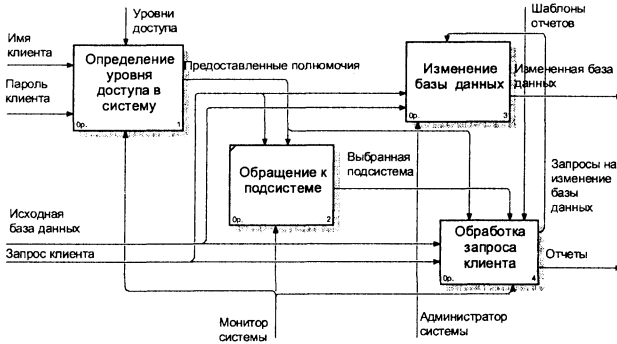 Уровни
доступа
Шаблоны
отчетов
Имя
клиента
Пароль
клиента
Определение
уровня
доступа в
систему
0р.
1
Предоставленные полномочия
Изменение
базы данных
0р.
3
Измененная база
данных
Обращение к
подсистеме
0р.
2
Выбранная
подсистема
Запросы на
изменение
базы
данных
Исходная
база данных
Запрос клиента
Обработка
запроса
клиента
0р.
4
Отчеты
Монитор
системы
Администратор
системы